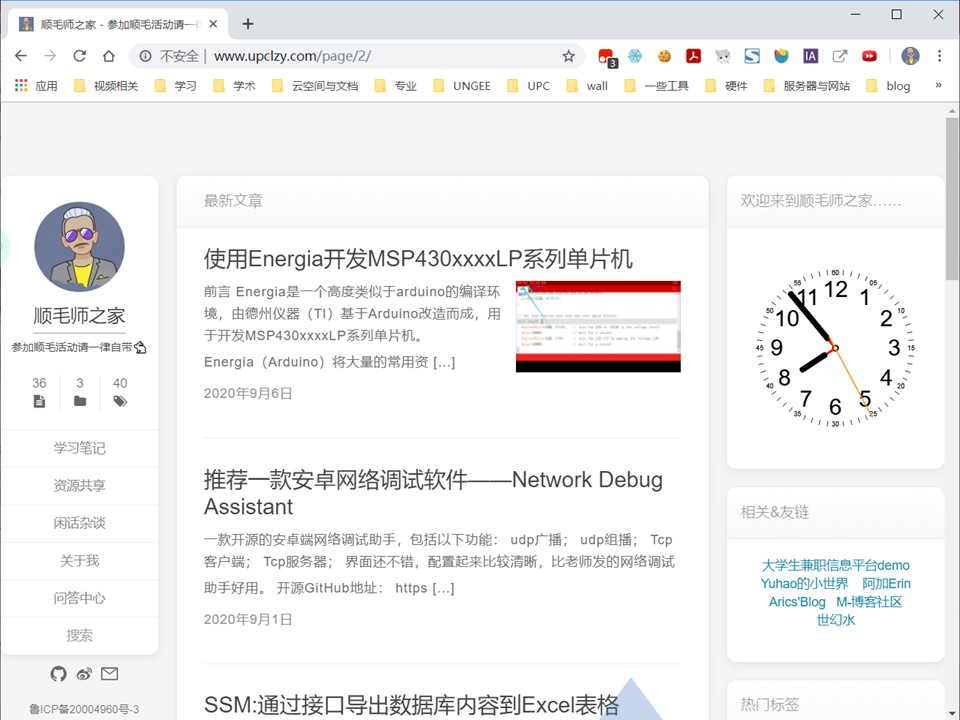 顺毛师之家 - 参加顺毛活动请一
不安全 | www.upclzy.com/page/2/
3
IA
应用 视频相关 学习 学术 云空间与文档 专业 UNGEE UPC wall 一些工具 硬件 服务器与网站 blog »
顺毛师之家
参加顺毛活动请一律自带
36 3 40
学习笔记
资源共享
闲话杂谈
关于我
问答中心
搜索
鲁ICP备20004960号-3
最新文章
使用Energia开发MSP430xxxxLP系列单片机
前言 Energia是一个高度类似于arduino的编译环
境，由德州仪器（TI）基于Arduino改造而成，用
于开发MSP430xxxxLP系列单片机。
Energia（Arduino）将大量的常用资 [...]
2020年9月6日
推荐一款安卓网络调试软件——Network Debug
Assistant
一款开源的安卓端网络调试助手，包括以下功能： udp广播； udp组播； Tcp
客户端； Tcp服务器； 界面还不错，配置起来比较清晰，比老师发的网络调试
助手好用。 开源GitHub地址： https [...]
2020年9月1日
SSM:通过接口导出数据库内容到Excel表格
欢迎来到顺毛师之家……
60
55 11 12 1 5
10 2 10
45 9 3 15
8 4 20
7 6 5
35 30 25
相关&友链
大学生兼职信息平台demo
Yuhao的小世界 阿加Erin
Arics'Blog M-博客社区
世幻水
热门标签